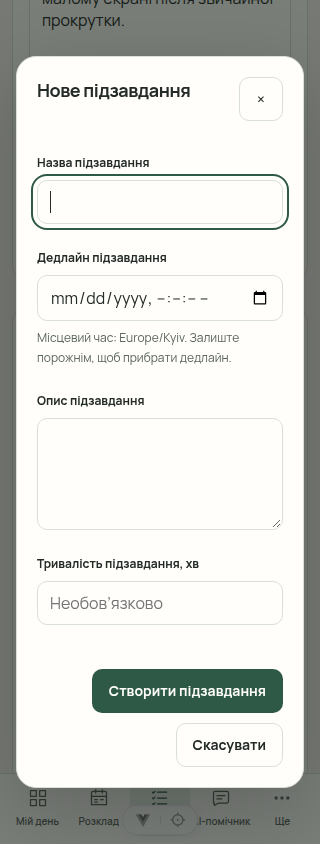 малому екрані після звичайної
прокрутки.
Нове підзавдання
×
Назва підзавдання
Дедлайн підзавдання
mm/dd/yyyy, --:--:-- --
Місцевий час: Europe/Kyiv. Залиште
порожнім, щоб прибрати дедлайн.
Опис підзавдання
Тривалість підзавдання, хв
Необов’язково
Створити підзавдання
Скасувати
Мій день
Розклад
І-помічник
Ще